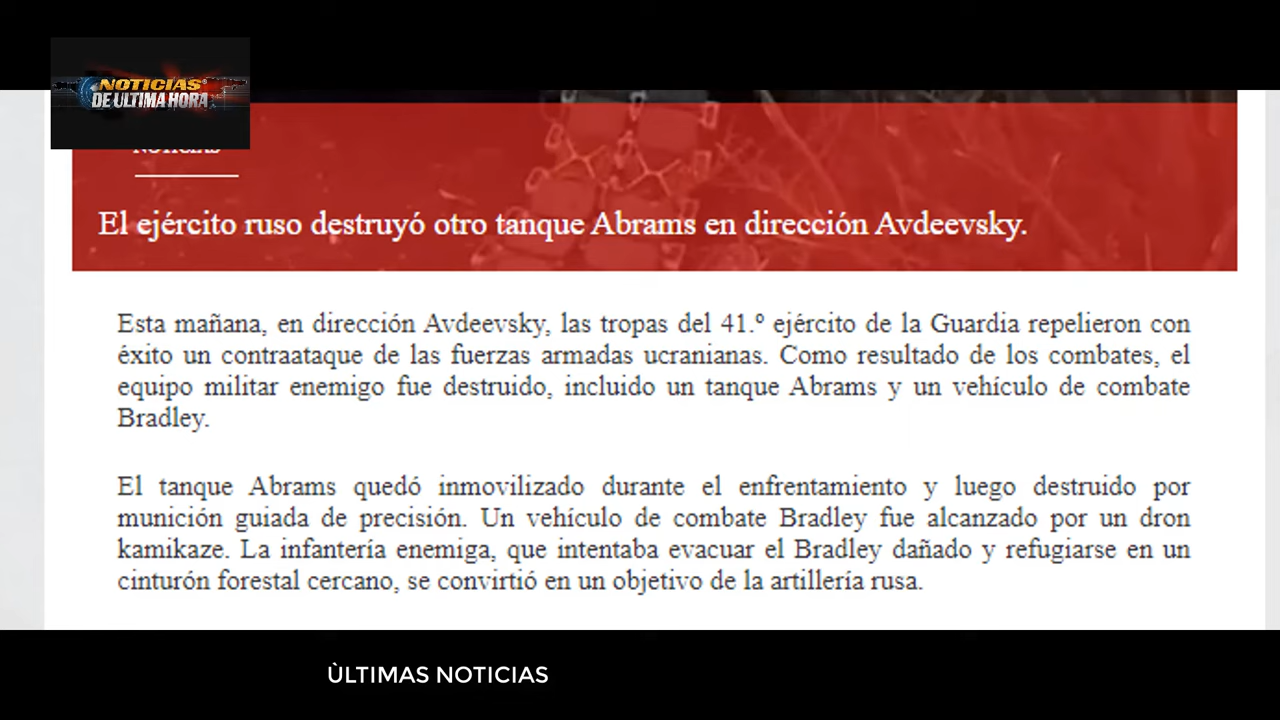 NOTICIAS
DE ÚLTIMA HORA
NOTICIAS
El ejército ruso destruyó otro tanque Abrams en dirección Avdeevsky.
Esta mañana, en dirección Avdeevsky, las tropas del 41.º ejército de la Guardia repelieron con
éxito un contraataque de las fuerzas armadas ucranianas. Como resultado de los combates, el
equipo militar enemigo fue destruido, incluido un tanque Abrams y un vehículo de combate
Bradley.
El tanque Abrams quedó inmovilizado durante el enfrentamiento y luego destruido por
munición guiada de precisión. Un vehículo de combate Bradley fue alcanzado por un dron
kamikaze. La infantería enemiga, que intentaba evacuar el Bradley dañado y refugiarse en un
cinturón forestal cercano, se convirtió en un objetivo de la artillería rusa.
ÙLTIMAS NOTICIAS